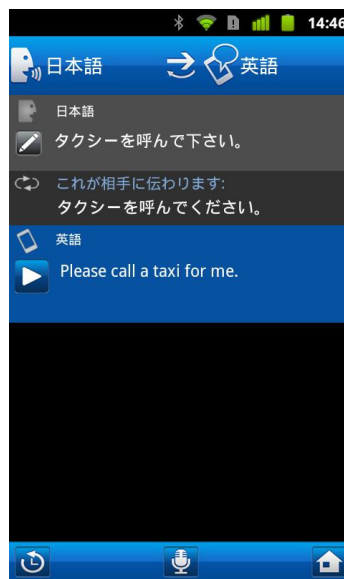 14:46
日本語
英語
日本語
タクシーを呼んで下さい。
これが相手に伝わります:
タクシーを呼んでください。
英語
Please call a taxi for me.